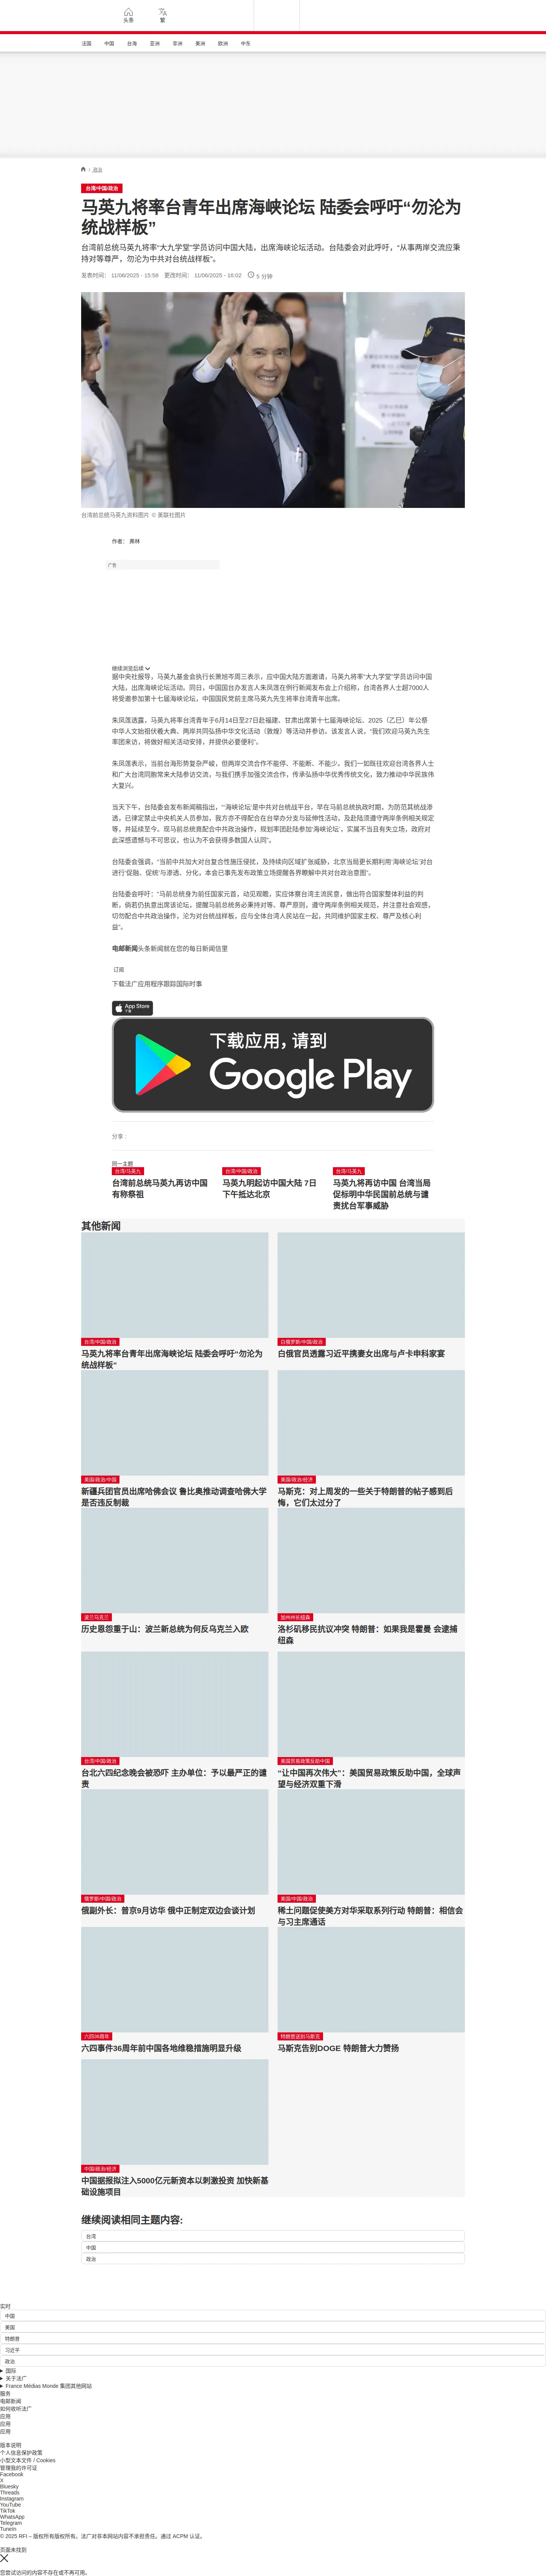 头条
繁
法国
中国
台海
亚洲
非洲
美洲
欧洲
中东
/ 政治
台湾/中国/政治
马英九将率台青年出席海峡论坛 陆委会呼吁“勿沦为
统战样板”
台湾前总统马英九将率“大九学堂”学员访问中国大陆，出席海峡论坛活动。台陆委会对此呼吁，“从事两岸交流应秉
持对等尊严，勿沦为中共对台统战样板”。
发表时间： 11/06/2025 - 15:58 更改时间： 11/06/2025 - 16:02 5 分钟
台湾前总统马英九资料图片 © 美联社图片
作者： 弗林
广告
继续浏览后续
据中央社报导，马英九基金会执行长萧旭岑周三表示，应中国大陆方面邀请，马英九将率“大九学堂”学员访问中国
大陆，出席海峡论坛活动。同日，中国国台办发言人朱凤莲在例行新闻发布会上介绍称，台湾各界人士超7000人
将受邀参加第十七届海峡论坛，中国国民党前主席马英九先生将率台湾青年出席。
朱凤莲透露，马英九将率台湾青年于6月14日至27日赴福建、甘肃出席第十七届海峡论坛、2025（乙巳）年公祭
中华人文始祖伏羲大典、两岸共同弘扬中华文化活动（敦煌）等活动并参访。该发言人说，“我们欢迎马英九先生
率团来访，将做好相关活动安排，并提供必要便利”。
朱凤莲表示，当前台海形势复杂严峻，但两岸交流合作不能停、不能断、不能少。我们一如既往欢迎台湾各界人士
和广大台湾同胞常来大陆参访交流，与我们携手加强交流合作，传承弘扬中华优秀传统文化，致力推动中华民族伟
大复兴。
当天下午，台陆委会发布新闻稿指出，“‘海峡论坛’是中共对台统战平台，早在马前总统执政时期，为防范其统战渗
透，已律定禁止中央机关人员参加，我方亦不得配合在台举办分支与延伸性活动，及赴陆须遵守两岸条例相关规定
等，并延续至今。现马前总统竟配合中共政治操作，规划率团赴陆参加‘海峡论坛’、实属不当且有失立场，政府对
此深感遗憾与不可思议，也认为不会获得多数国人认同”。
台陆委会强调，“当前中共加大对台复合性施压侵扰，及持续向区域扩张威胁，北京当局更长期利用‘海峡论坛’对台
进行‘促融、促统’与渗透、分化，本会已事先发布政策立场提醒各界瞭解中共对台政治意图”。
台陆委会呼吁：“马前总统身为前任国家元首，动见观瞻，实应体察台湾主流民意，做出符合国家整体利益的判
断，倘若仍执意出席该论坛，提醒马前总统务必秉持对等、尊严原则，遵守两岸条例相关规范，并注意社会观感，
切勿配合中共政治操作，沦为对台统战样板，应与全体台湾人民站在一起，共同维护国家主权、尊严及核心利
益”。
电邮新闻头条新闻就在您的每日新闻信里
订阅
下载法广应用程序跟踪国际时事
App Store
下载
下载应用，请到
Google Play
分享 :
同一主题
台湾/马英九
台湾前总统马英九再访中国
有称祭祖
台湾/中国/政治
马英九明起访中国大陆 7日
下午抵达北京
台湾/马英九
马英九将再访中国 台湾当局
促标明中华民国前总统与谴
责扰台军事威胁
其他新闻
台湾/中国/政治
马英九将率台青年出席海峡论坛 陆委会呼吁“勿沦为
统战样板”
白俄罗斯/中国/政治
白俄官员透露习近平携妻女出席与卢卡申科家宴
美国/政治/中国
新疆兵团官员出席哈佛会议 鲁比奥推动调查哈佛大学
是否违反制裁
美国/政治/经济
马斯克：对上周发的一些关于特朗普的帖子感到后
悔，它们太过分了
波兰与克兰
历史恩怨重于山：波兰新总统为何反乌克兰入欧
加州州长纽森
洛杉矶移民抗议冲突 特朗普：如果我是霍曼 会逮捕
纽森
台湾/中国/政治
台北六四纪念晚会被恐吓 主办单位：予以最严正的谴
责
美国贸易政策反助中国
“让中国再次伟大”：美国贸易政策反助中国，全球声
望与经济双重下滑
俄罗斯/中国/政治
俄副外长：普京9月访华 俄中正制定双边会谈计划
美国/中国/政治
稀土问题促使美方对华采取系列行动 特朗普：相信会
与习主席通话
六四36周年
六四事件36周年前中国各地维稳措施明显升级
特朗普送别马斯克
马斯克告别DOGE 特朗普大力赞扬
中国/政治/经济
中国据报拟注入5000亿元新资本以刺激投资 加快新基
础设施项目
继续阅读相同主题内容:
台湾
中国
政治
实时
中国
美国
特朗普
习近平
政治
国际
关于法广
France Médias Monde 集团其他网站
服务
电邮新闻
如何收听法广
应用
应用
应用
版本说明
个人信息保护政策
小型文本文件 / Cookies
管理我的许可证
Facebook
X
Bluesky
Threads
Instagram
YouTube
TikTok
WhatsApp
Telegram
TuneIn
© 2025 RFI – 版权所有版权所有。法广对非本网站内容不承担责任。通过 ACPM 认证。
页面未找到
您尝试访问的内容不存在或不再可用。